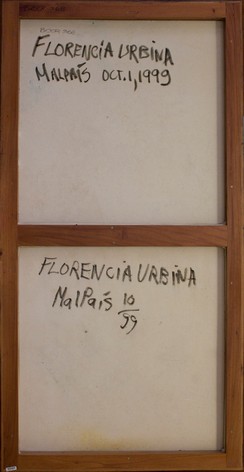 FLORENCIA URBINA
MALPAÍS OCT.1,1999
FLORENCIA URBINA
MalPaís 10
99